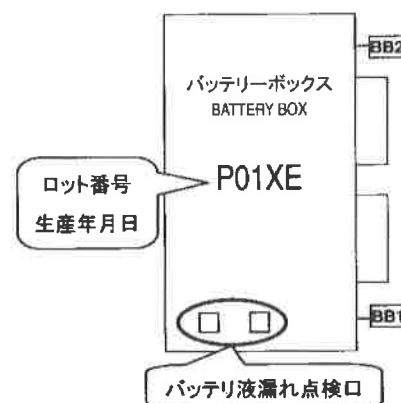 BB2
バッテリーボックス
BATTERY BOX
P01XE
ロット番号
生産年月日
BB1
バッテリ液漏れ点検口